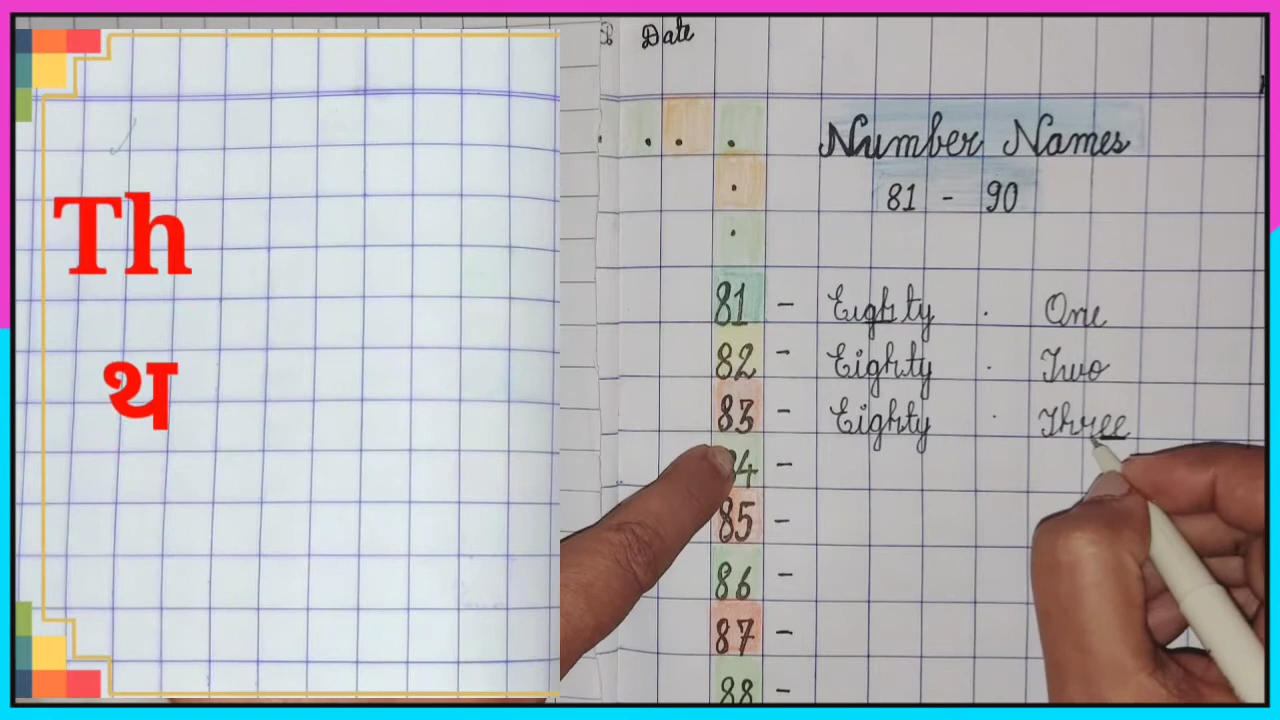 Th
थ
Date
Number Names
81 - 90
81 - Eighty . One
82 - Eighty . Two
83 - Eighty . Three
84 -
85 -
86 -
87 -
88 -